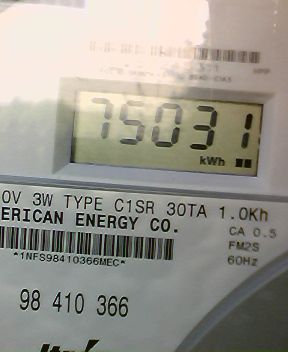 75031
kWh
0V 3W TYPE C1SR 30TA 1.0Kh
ERICAN ENERGY CO.
CA 0.5
FM2S
*1NFS98410366MEC*
60Hz
98 410 366